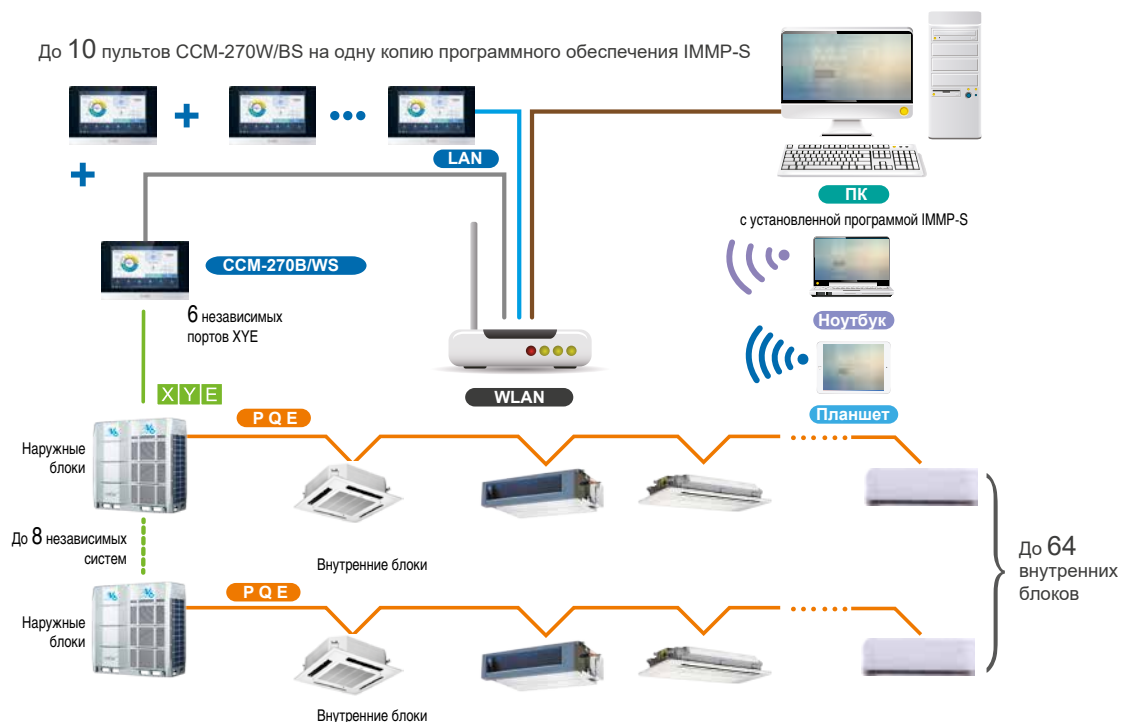 До 10 пультов CCM-270W/BS на одну копию программного обеспечения IMMP-S
LAN
ПК
с установленной программой IMMP-S
CCM-270B/WS
6 независимых
портов XYE
Ноутбук
WLAN
Планшет
X Y E
P Q E
Наружные
блоки
До 8 независимых
систем
Внутренние блоки
До 64
внутренних
блоков
P Q E
Наружные
блоки
Внутренние блоки